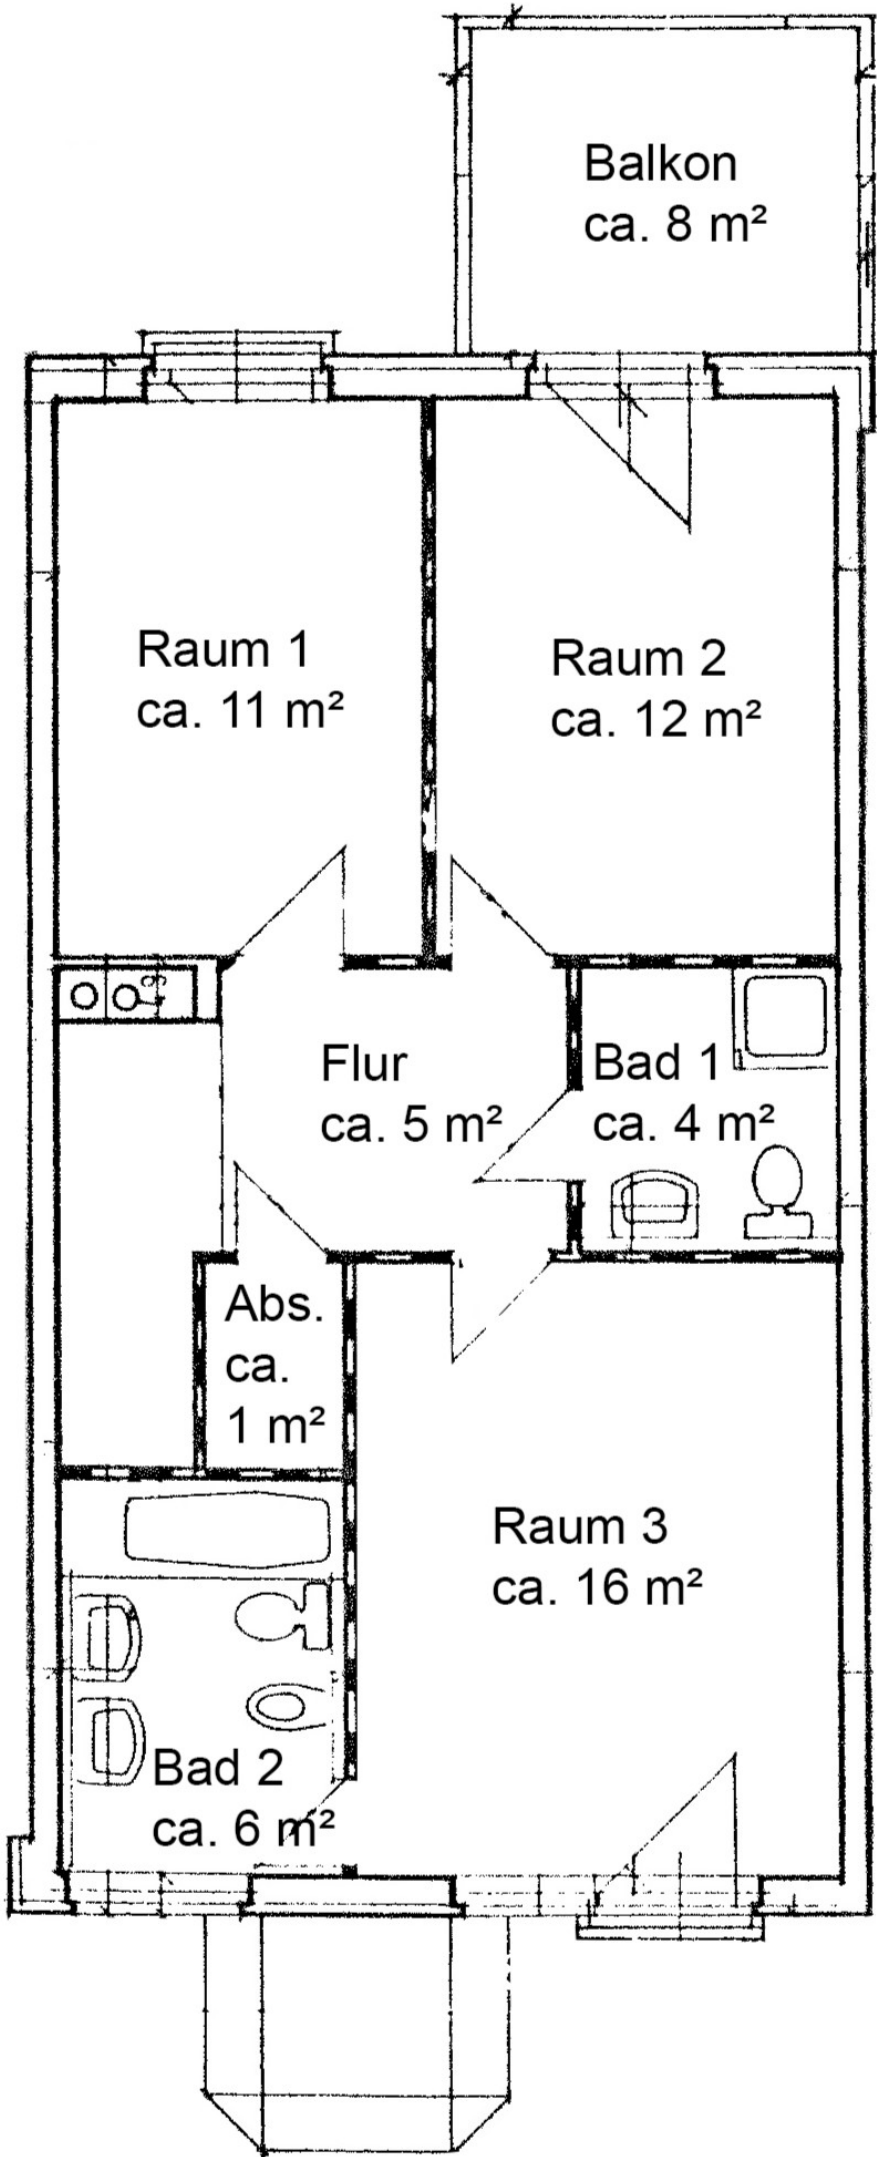 Balkon
ca. 8 m²
Raum 1
ca. 11 m²
Raum 2
ca. 12 m²
Flur
ca. 5 m²
Bad 1
ca. 4 m²
Abs.
ca.
1 m²
Raum 3
ca. 16 m²
Bad 2
ca. 6 m²